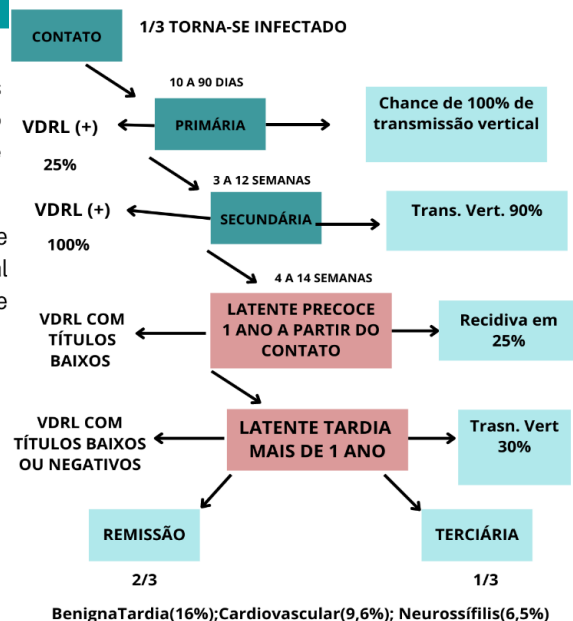 CONTATO
1/3 TORNA-SE INFECTADO
10 A 90 DIAS
s
o
e
VDRL (+)
PRIMÁRIA
Chance de 100% de
transmissão vertical
25%
3 A 12 SEMANAS
VDRL (+)
SECUNDÁRIA
Trans. Vert. 90%
100%
e
al
e
4 A 14 SEMANAS
VDRL COM
TÍTULOS
BAIXOS
LATENTE PRECOCE
1 ANO A PARTIR DO
CONTATO
Recidiva em
25%
VDRL COM
TÍTULOS BAIXOS
OU NEGATIVOS
LATENTE TARDIA
MAIS DE 1 ANO
Trasn. Vert
30%
REMISSÃO
TERCIÁRIA
2/3
1/3
BenignaTardia(16%);Cardiovascular(9,6%); Neurossífilis(6,5%)